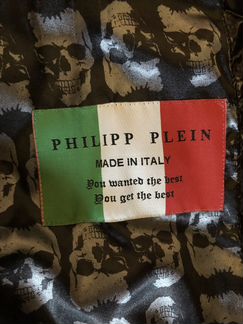 PHILIPP PLEIN
MADE IN ITALY
You wanted the best
You get the best